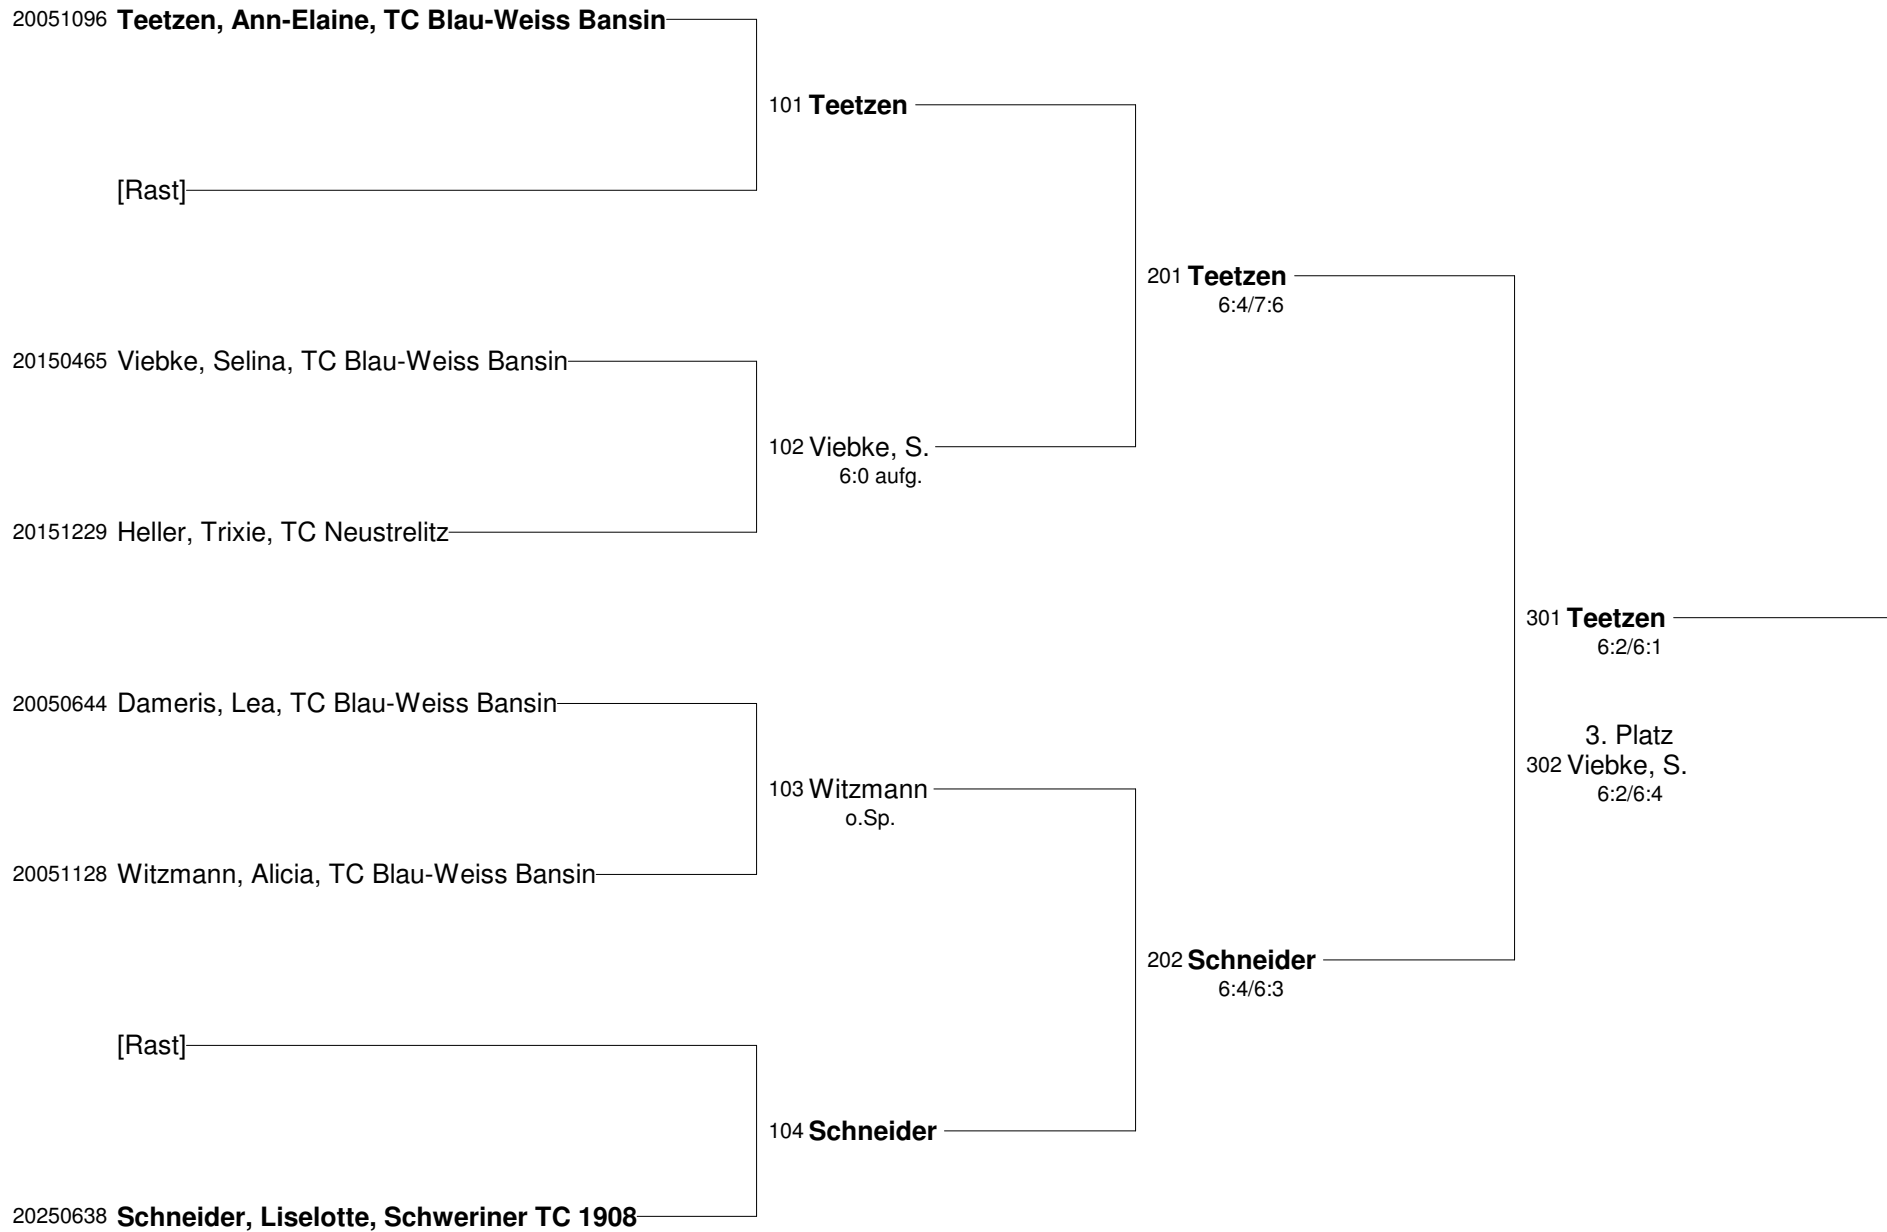 20051096 Teetzen, Ann-Elaine, TC Blau-Weiss Bansin
101 Teetzen
[Rast]
201 Teetzen
6:4/7:6
20150465 Viebke, Selina, TC Blau-Weiss Bansin
102 Viebke, S.
6:0 aufg.
20151229 Heller, Trixie, TC Neustrelitz
301 Teetzen
6:2/6:1
20050644 Dameris, Lea, TC Blau-Weiss Bansin
3. Platz
302 Viebke, S.
6:2/6:4
103 Witzmann
o.Sp.
20051128 Witzmann, Alicia, TC Blau-Weiss Bansin
202 Schneider
6:4/6:3
[Rast]
104 Schneider
20250638 Schneider, Liselotte, Schweriner TC 1908